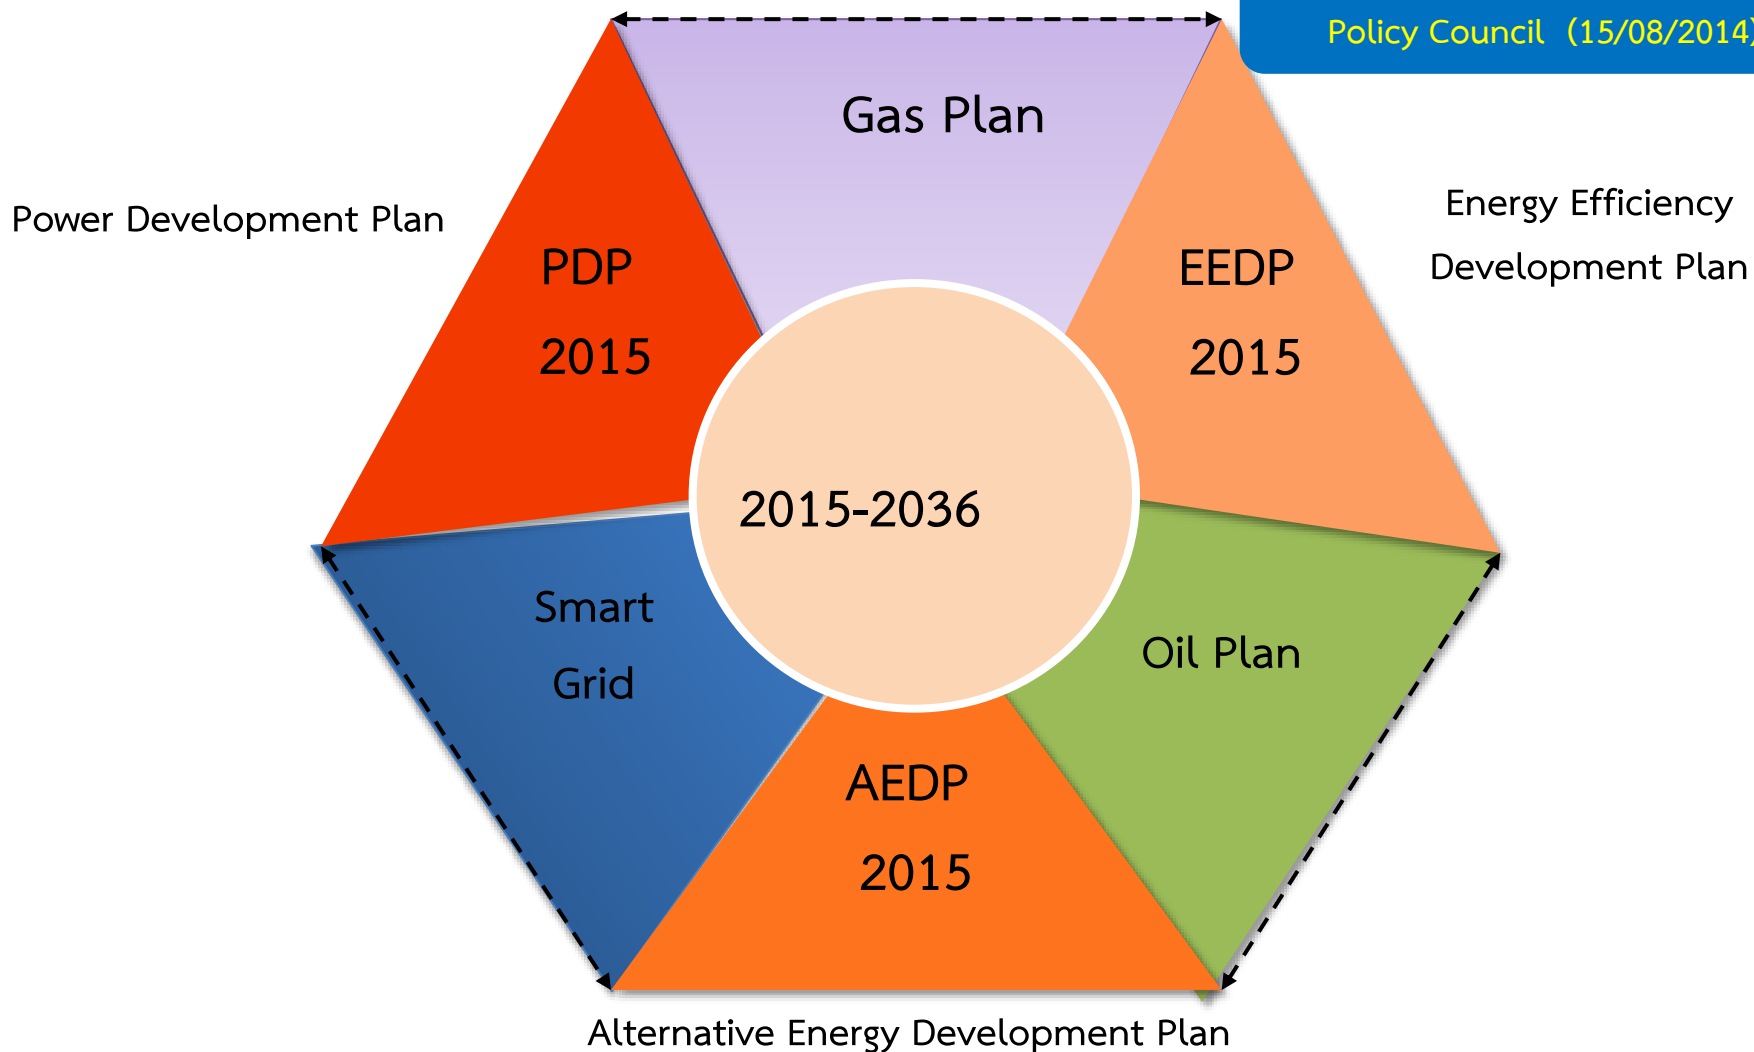 Policy Council  (15/08/2014)
Gas Plan
Power Development Plan
PDP
2015
EEDP
2015
Energy Efficiency
Development Plan
2015-2036
Smart
Grid
Oil Plan
AEDP
2015
Alternative Energy Development Plan